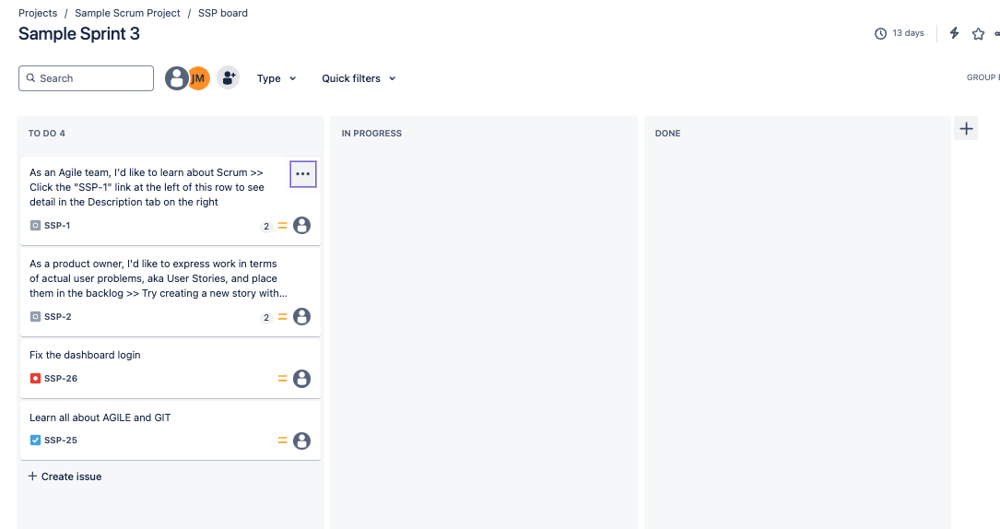 Projects / Sample Scrum Project / SSP board
Sample Sprint 3
13 days
Search
JM
Type
Quick filters
GROUP
TO DO 4
IN PROGRESS
DONE
As an Agile team, I'd like to learn about Scrum >>
Click the "SSP-1" link at the left of this row to see
detail in the Description tab on the right
SSP-1
2
As a product owner, I'd like to express work in terms
of actual user problems, aka User Stories, and place
them in the backlog >> Try creating a new story with...
SSP-2
2
Fix the dashboard login
SSP-26
Learn all about AGILE and GIT
SSP-25
+ Create issue